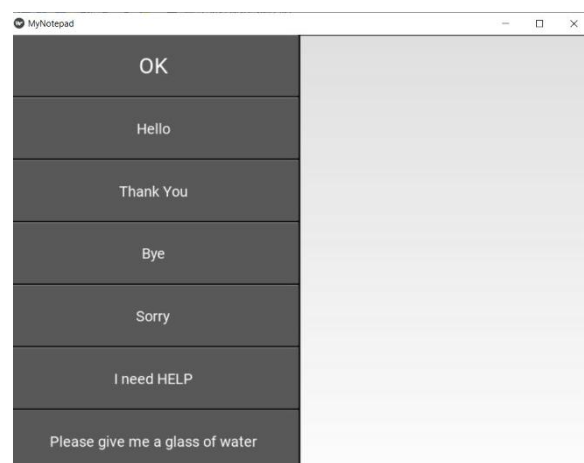 MyNotepad
OK
Hello
Thank You
Bye
Sorry
I need HELP
Please give me a glass of water